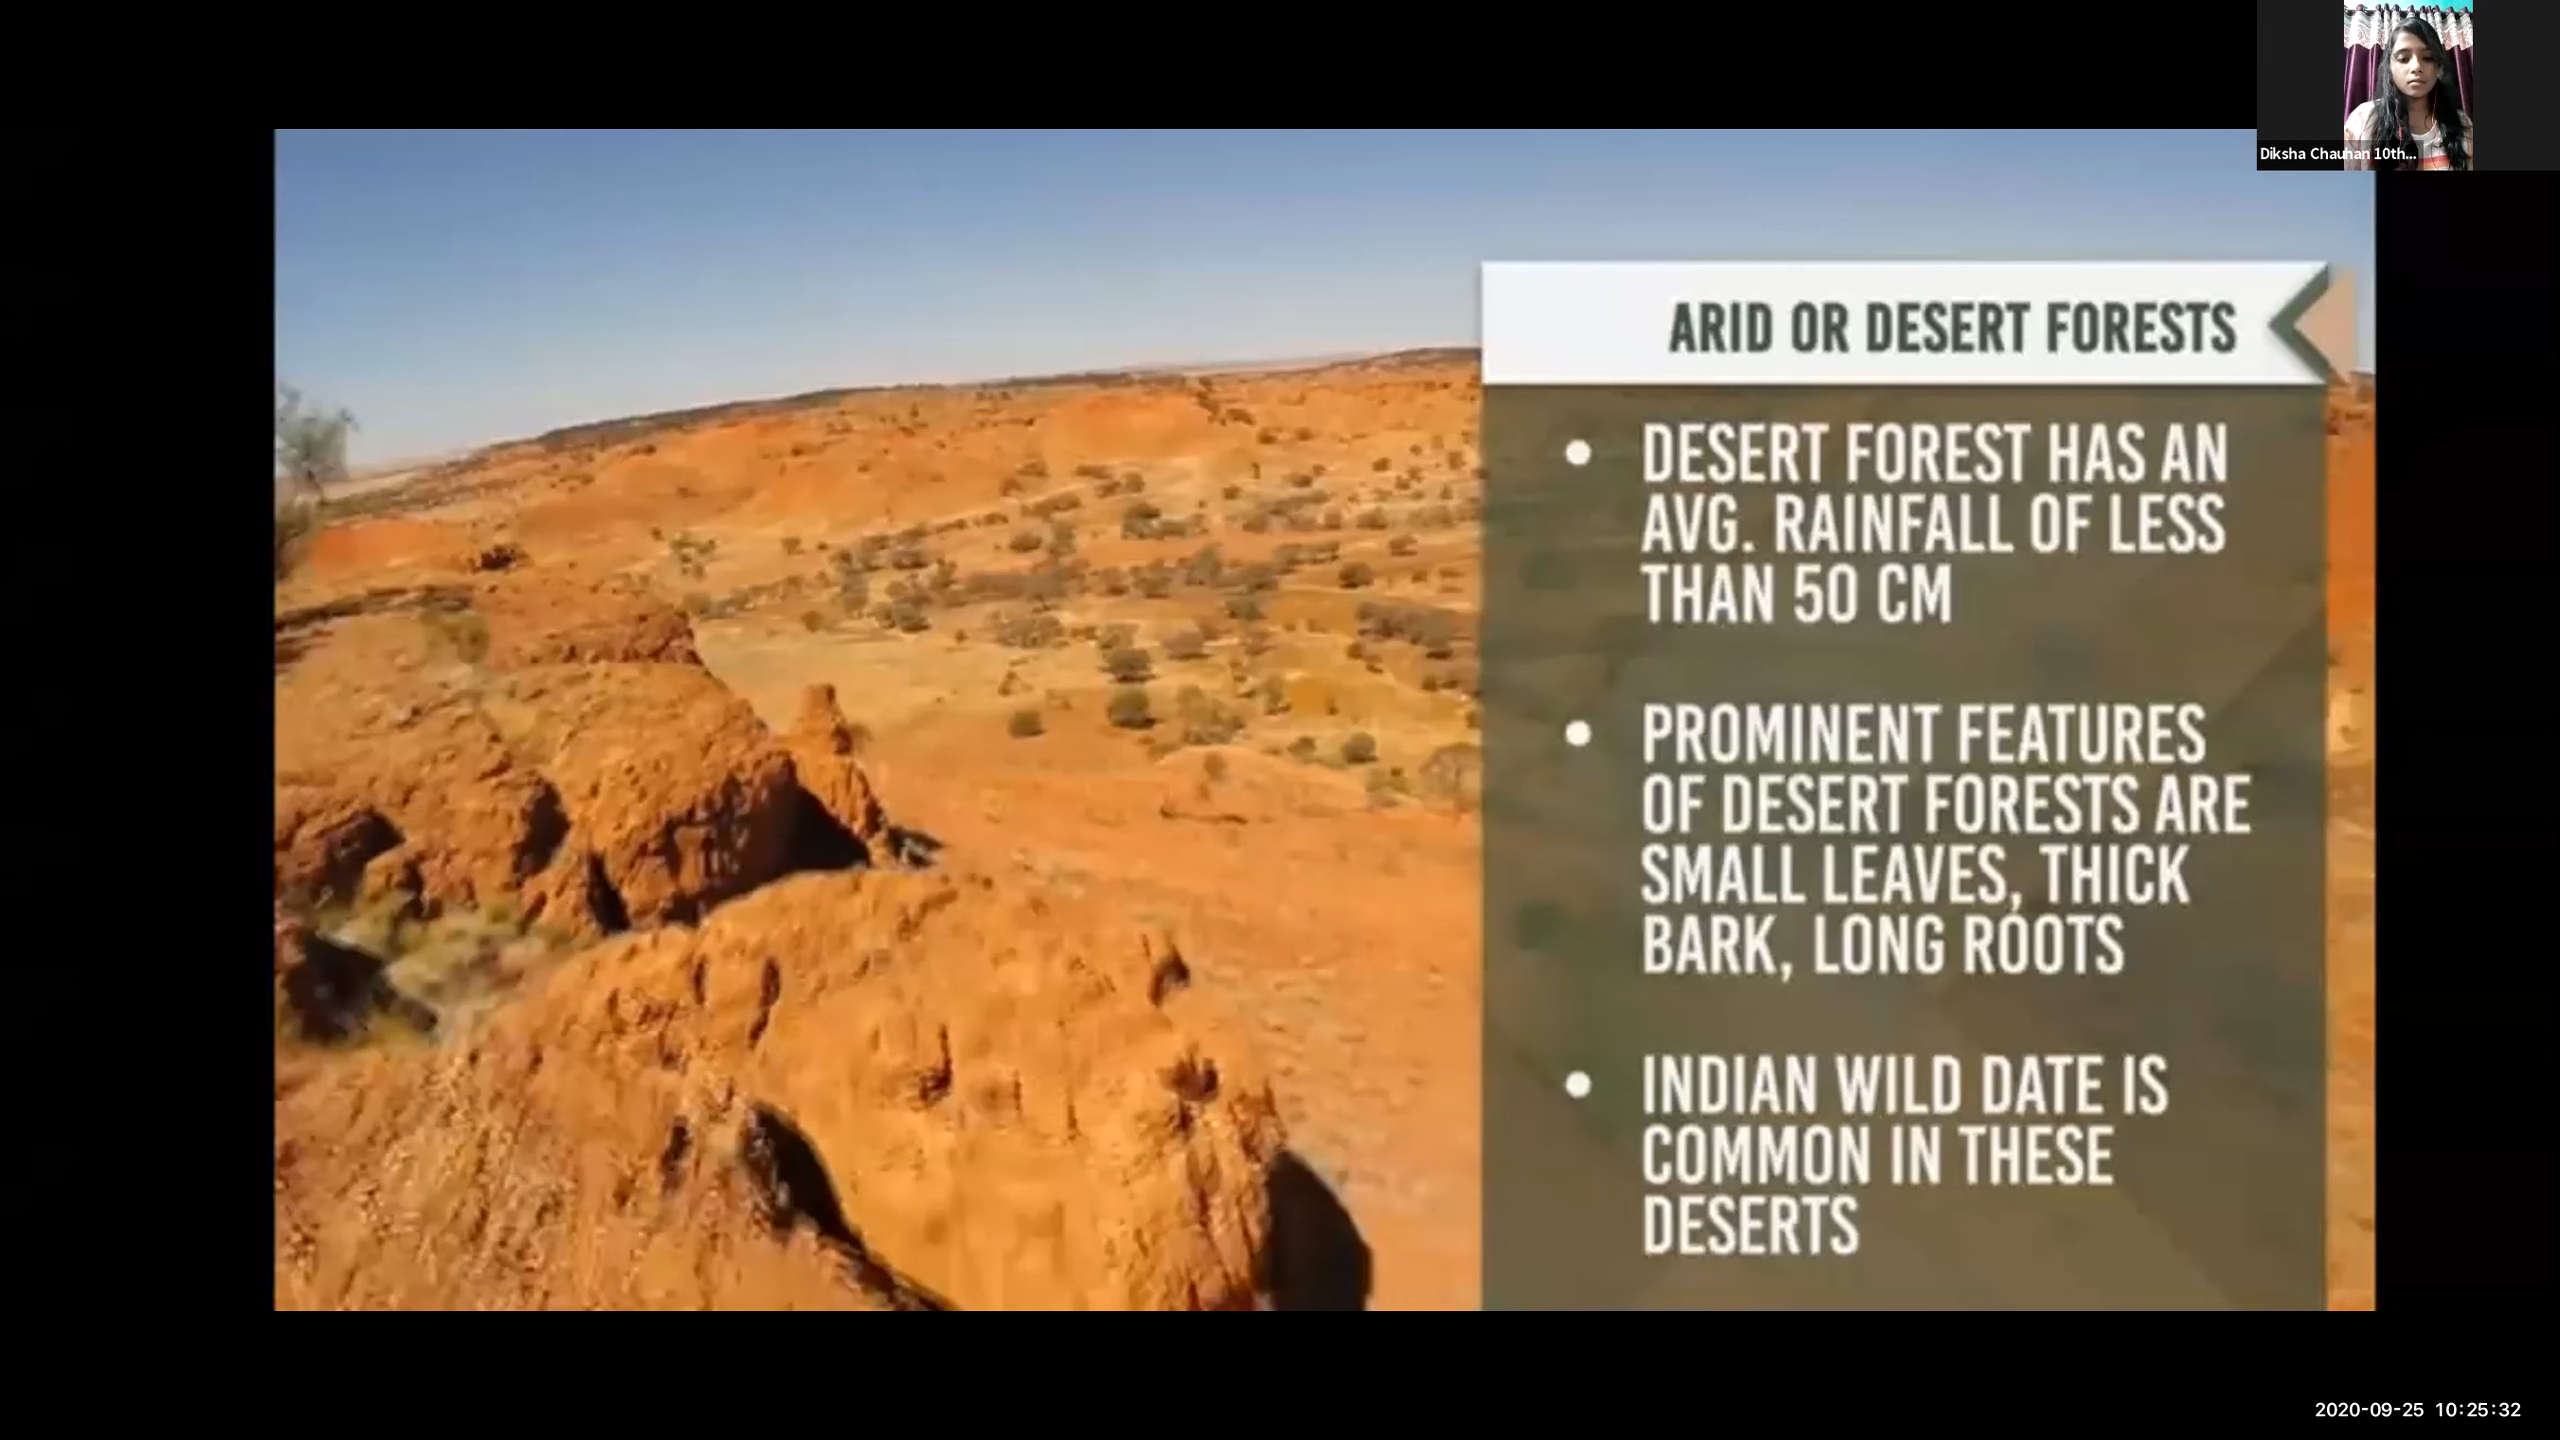 Diksha Chauhan 10th...
ARID OR DESERT FORESTS
• DESERT FOREST HAS AN
AVG. RAINFALL OF LESS
THAN 50 CM
• PROMINENT FEATURES
OF DESERT FORESTS ARE
SMALL LEAVES, THICK
BARK, LONG ROOTS
• INDIAN WILD DATE IS
COMMON IN THESE
DESERTS
2020-09-25 10:25:32